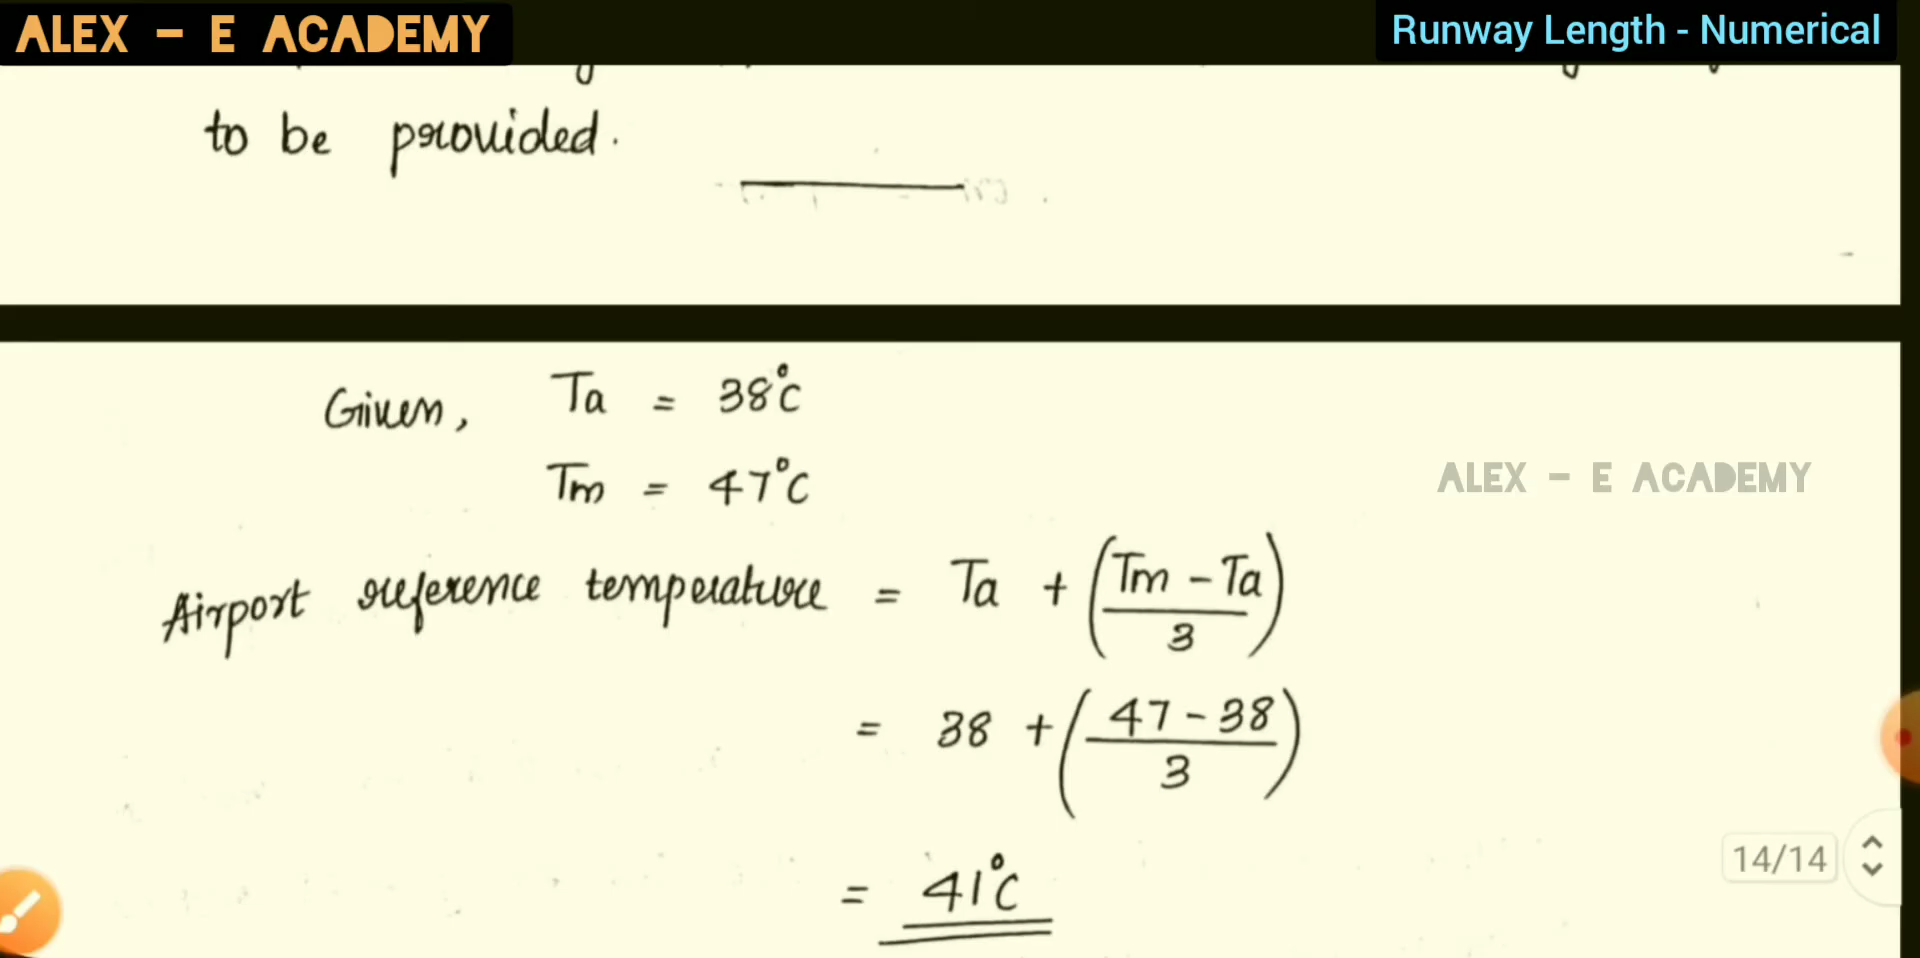 ALEX - E ACADEMY
Runway Length - Numerical
to be provided.
Given, Ta = 38°C
Tm = 47°C
ALEX - E ACADEMY
Airport reference temperature = Ta + (Tm - Ta / 3)
= 38 + (47 - 38 / 3)
= 41°C
14/14